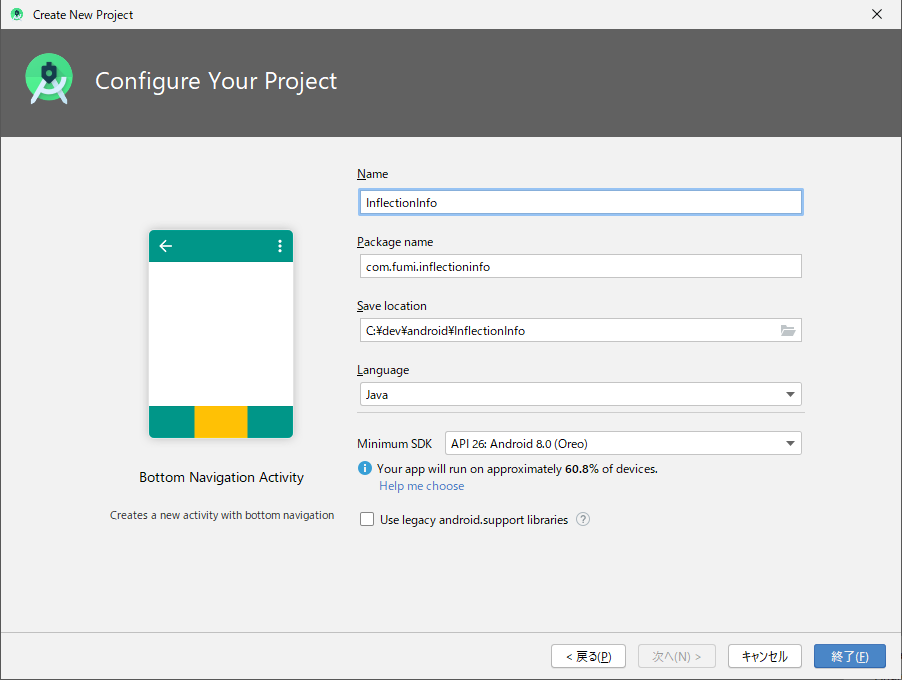 Create New Project
Configure Your Project
Name
InflectionInfo
Package name
com.fumi.inflectioninfo
Save location
C:¥dev¥android¥InflectionInfo
Language
Java
Minimum SDK
API 26: Android 8.0 (Oreo)
Your app will run on approximately 60.8% of devices.
Help me choose
Use legacy android.support libraries ?
Bottom Navigation Activity
Creates a new activity with bottom navigation
< 戻る(P)
次へ(N) >
キャンセル
終了(F)